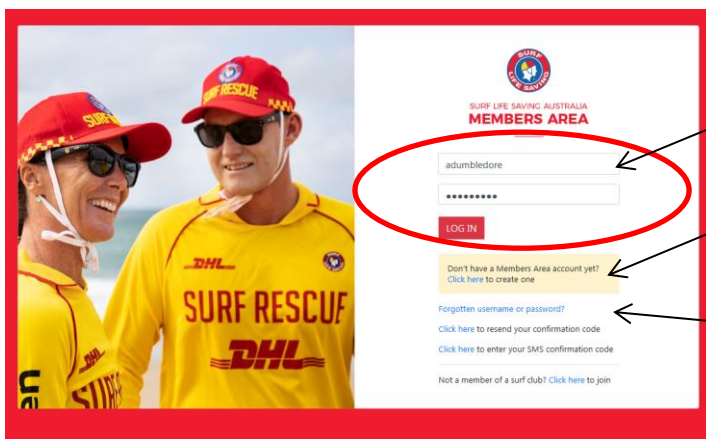 SURF RESCUE
SURF RESCUE
DHL
SURF RESCUE
DHL
SURF
SURF
LIFE SAVING
SURF LIFE SAVING AUSTRALIA
MEMBERS AREA
adumbledore
•••••••••
LOG IN
Don't have a Members Area account yet?
Click here to create one
Forgotten username or password?
Click here to resend your confirmation code
Click here to enter your SMS confirmation code
Not a member of a surf club? Click here to join